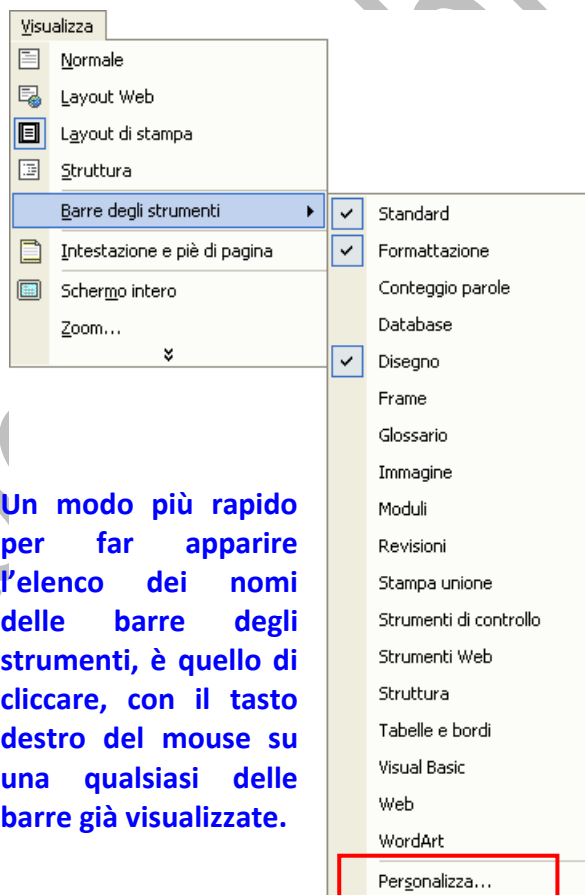 Visualizza
Normale
Layout Web
Layout di stampa
Struttura
Barre degli strumenti
Intestazione e piè di pagina
Schermo intero
Zoom...
Standard
Formattazione
Conteggio parole
Database
Disegno
Frame
Glossario
Immagine
Moduli
Revisioni
Stampa unione
Strumenti di controllo
Strumenti Web
Struttura
Tabelle e bordi
Visual Basic
Web
WordArt
Personalizza...
Un modo più rapido
per far apparire
l’elenco dei nomi
delle barre degli
strumenti, è quello di
cliccare, con il tasto
destro del mouse su
una qualsiasi delle
barre già visualizzate.